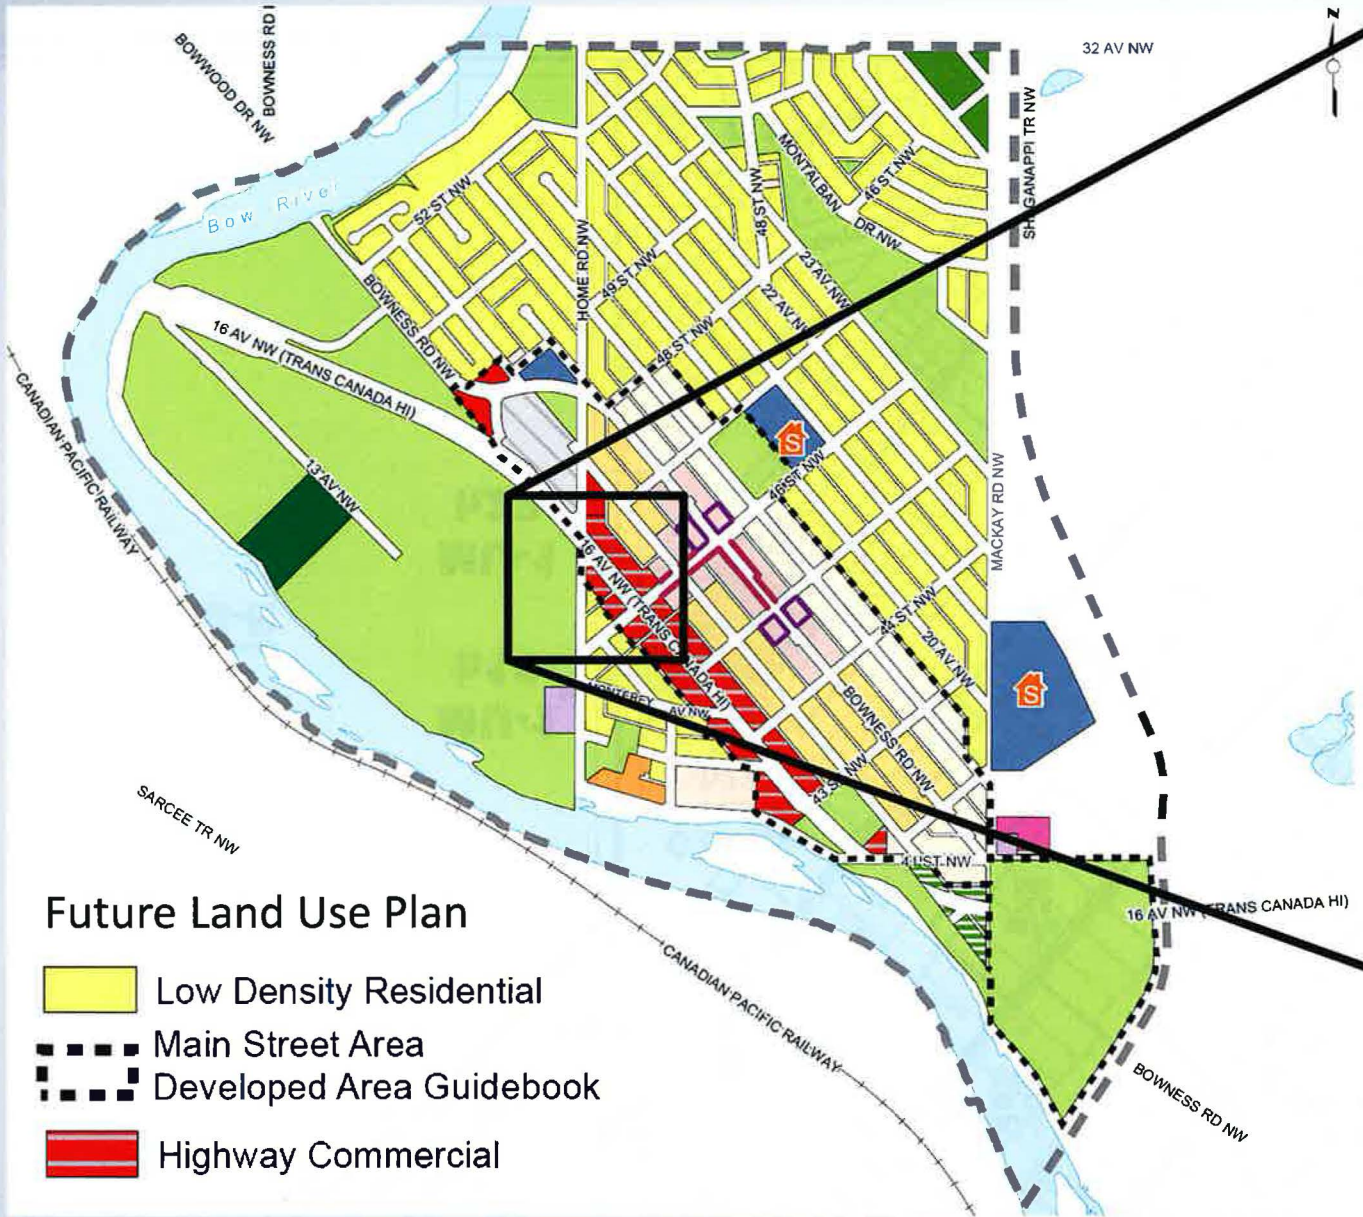 BOWNESS RD
BOWWOOD DR NW
N
32 AV NW
SHAGANAPPI TR NW
Bow River
52 ST NW
HOME RD NW
49 ST NW
48 ST NW
48 ST NW
MONTALBAN
DR NW
46 ST NW
23 AV NW
22 AV NW
BOWNESS RD NW
16 AV NW (TRANS CANADA HI)
CANADIAN PACIFIC RAILWAY
13 AV NW
S
46 ST NW
MACKAY RD NW
16 AV NW (TRANS CANADA HI)
44 ST NW
20 AV NW
S
MONTEREY AV NW
BOWNESS RD NW
43 ST NW
SARCEE TR NW
41 ST NW
16 AV NW (TRANS CANADA HI)
CANADIAN PACIFIC RAILWAY
BOWNESS RD NW
Future Land Use Plan
Low Density Residential
Main Street Area
Developed Area Guidebook
Highway Commercial